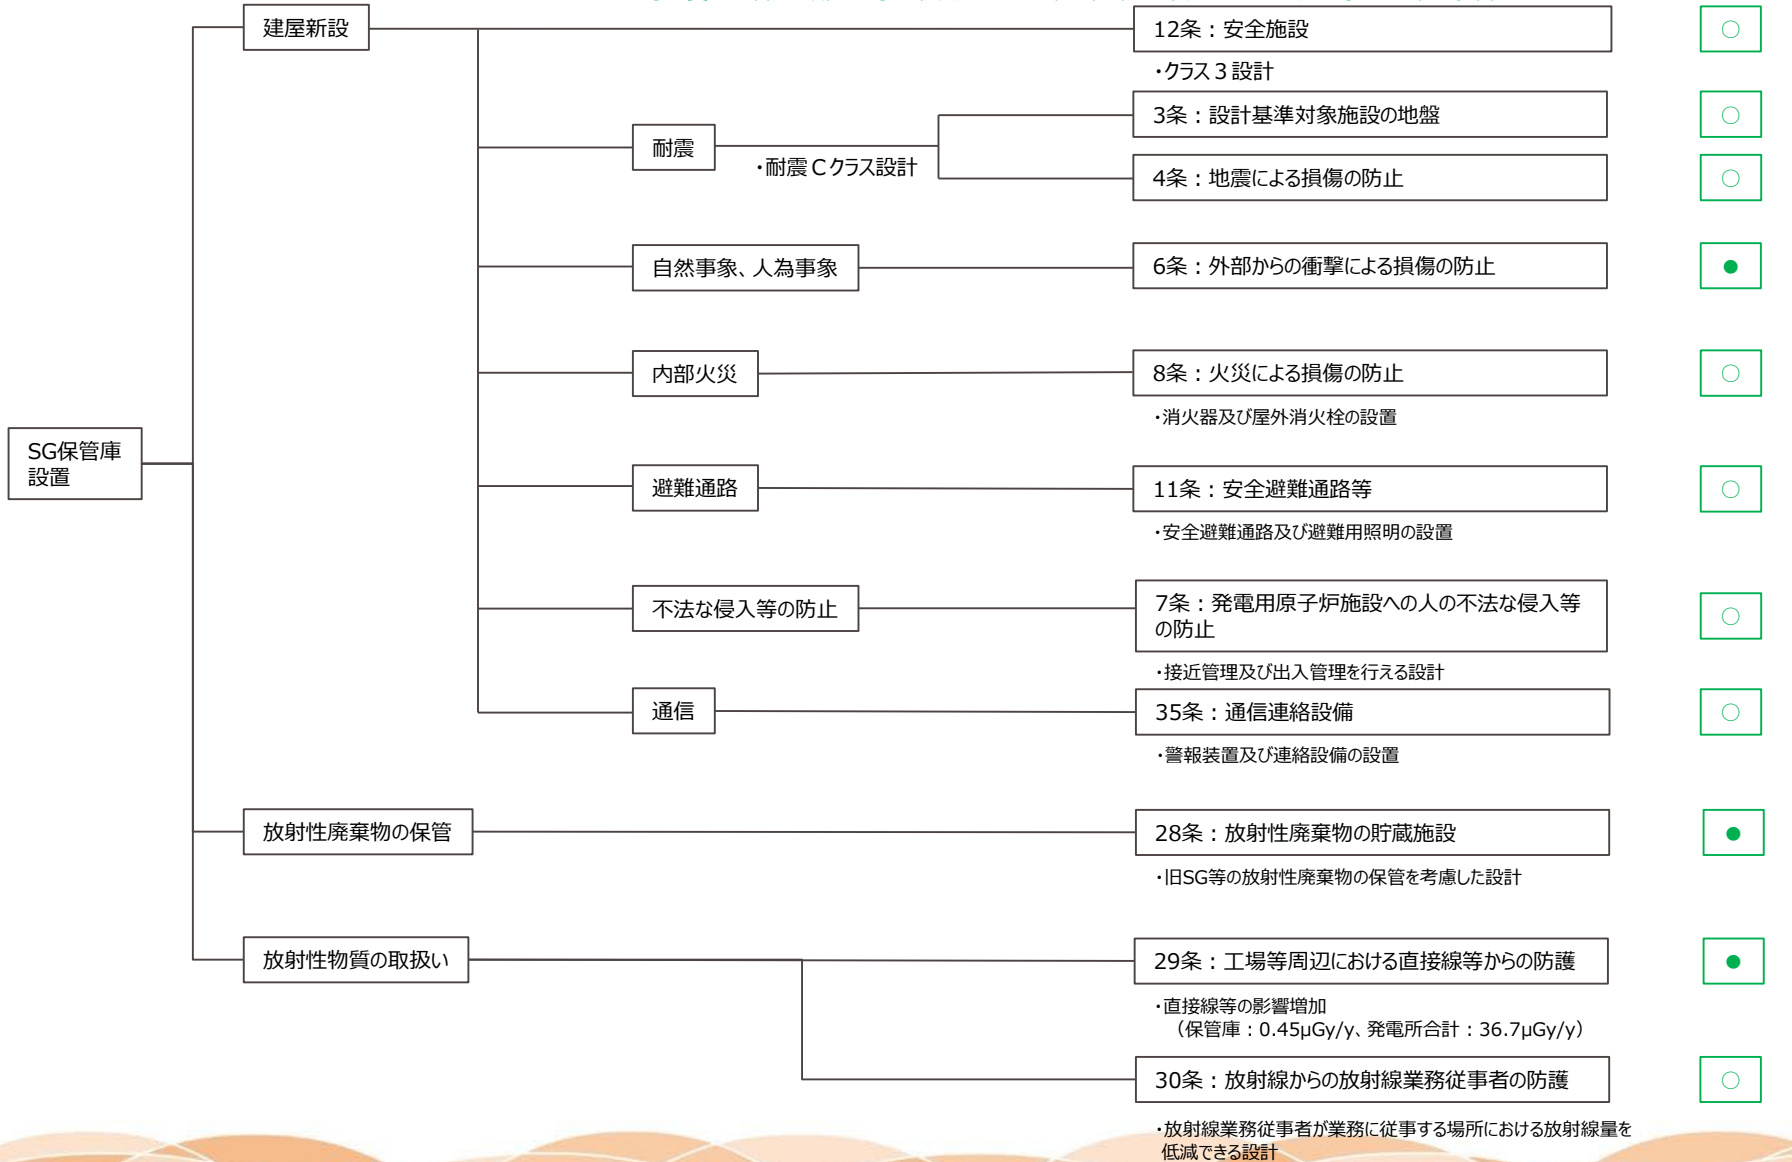 建屋新設
12条：安全施設
○
・クラス３設計
3条：設計基準対象施設の地盤
○
耐震
・耐震Ｃクラス設計
4条：地震による損傷の防止
○
自然事象、人為事象
6条：外部からの衝撃による損傷の防止
●
内部火災
8条：火災による損傷の防止
○
・消火器及び屋外消火栓の設置
SG保管庫
設置
避難通路
11条：安全避難通路等
○
・安全避難通路及び避難用照明の設置
不法な侵入等の防止
7条：発電用原子炉施設への人の不法な侵入等
の防止
○
・接近管理及び出入管理を行える設計
通信
35条：通信連絡設備
○
・警報装置及び連絡設備の設置
放射性廃棄物の保管
28条：放射性廃棄物の貯蔵施設
●
・旧SG等の放射性廃棄物の保管を考慮した設計
放射性物質の取扱い
29条：工場等周辺における直接線等からの防護
●
・直接線等の影響増加
（保管庫：0.45μGy/y、発電所合計：36.7μGy/y）
30条：放射線からの放射線業務従事者の防護
○
・放射線業務従事者が業務に従事する場所における放射線量を
低減できる設計